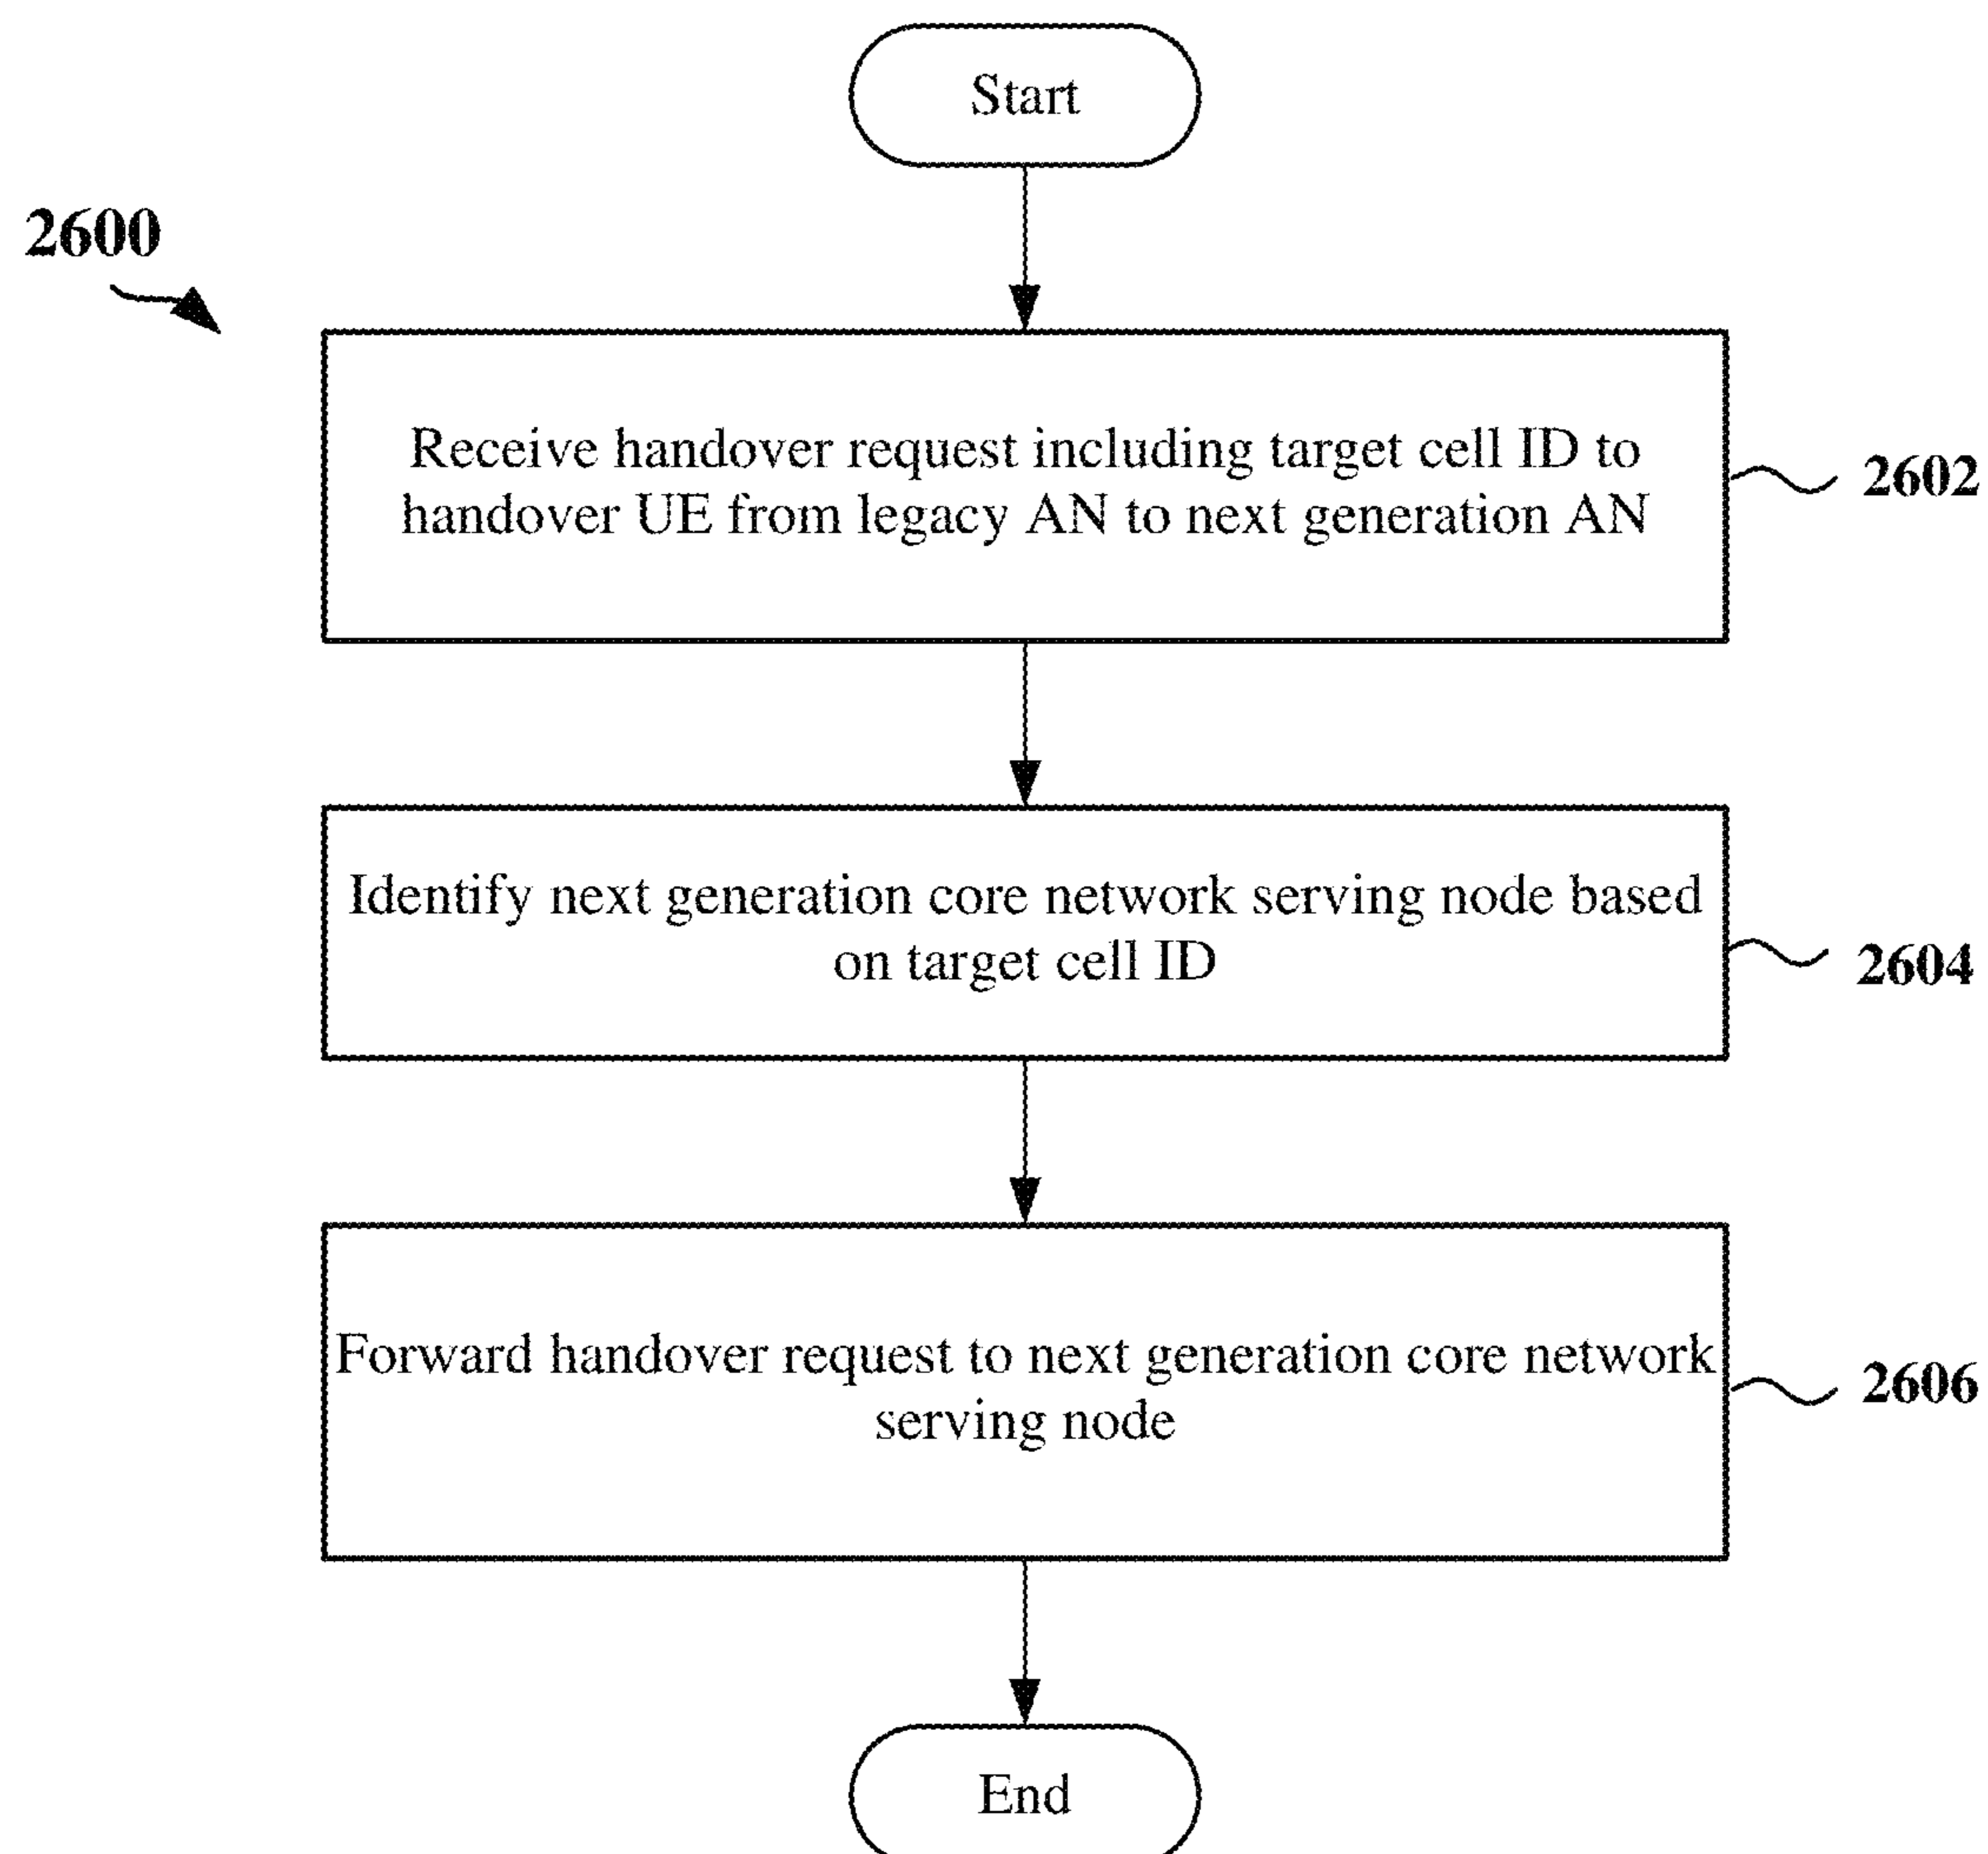 Start
2600
Receive handover request including target cell ID to
handover UE from legacy AN to next generation AN
2602
Identify next generation core network serving node based
on target cell ID
2604
Forward handover request to next generation core network
serving node
2606
End